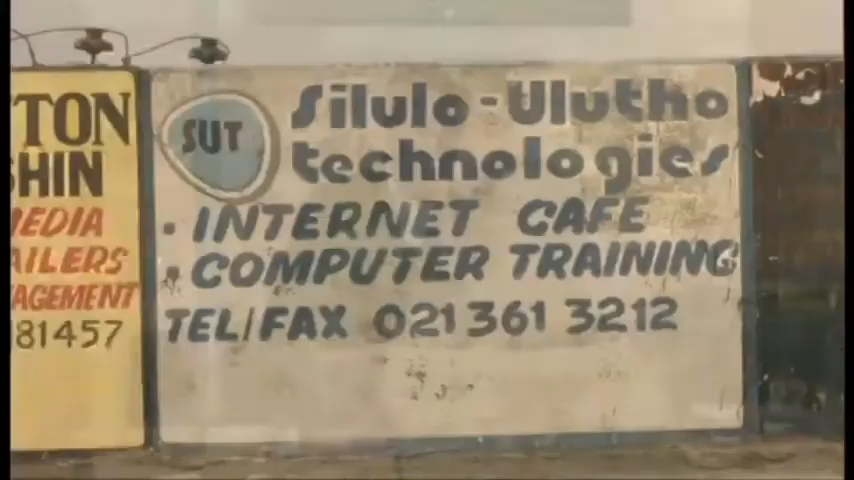 TON
SHIN
MEDIA
AILERS
AGEMENT
81457
SUT
Silulo-Ulutho
technologies
· INTERNET CAFE
· COMPUTER TRAINING
TEL/FAX 021 361 3212